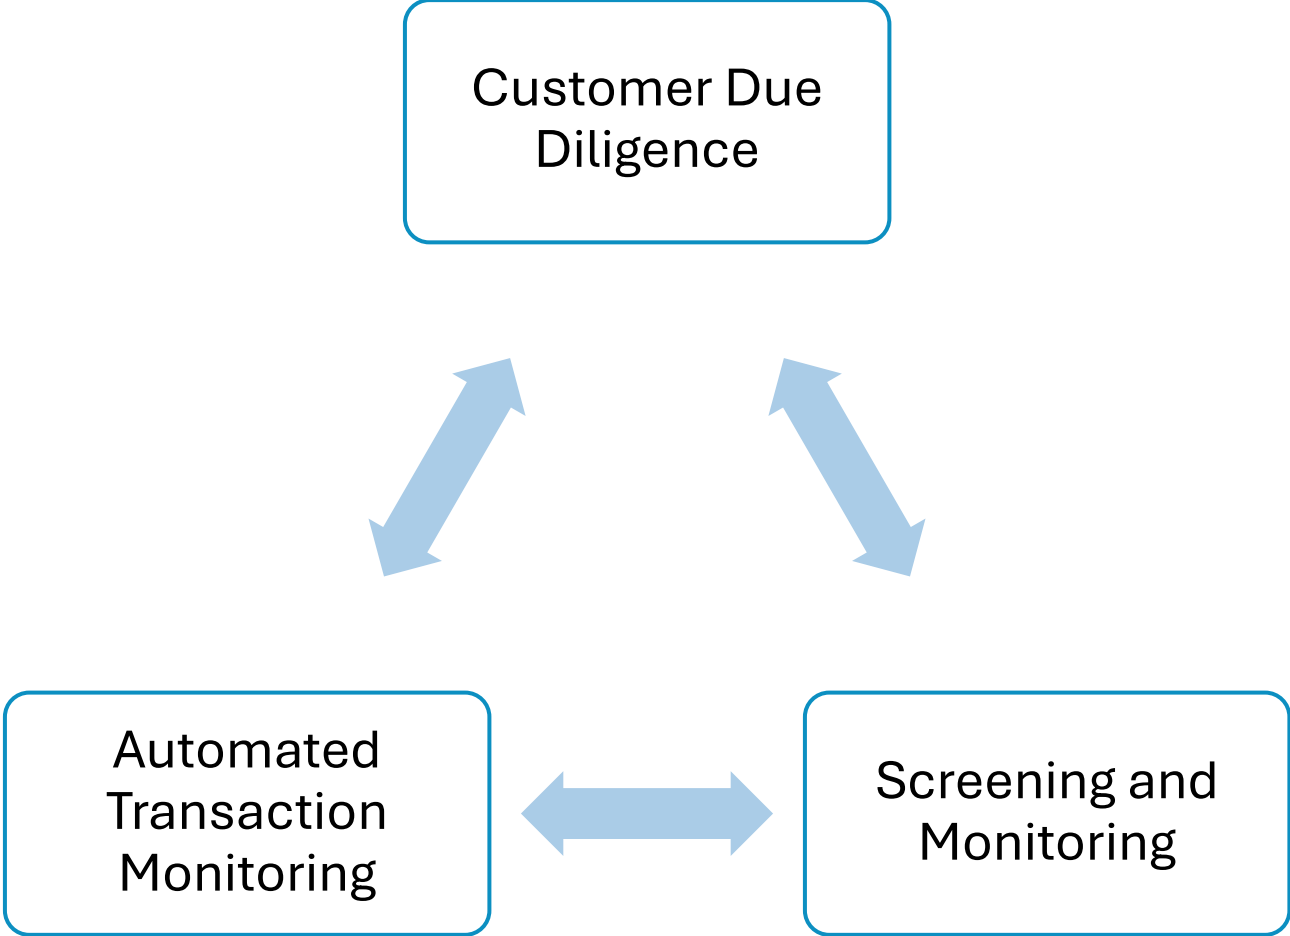 Customer Due
Diligence
Automated
Transaction
Monitoring
Screening and
Monitoring